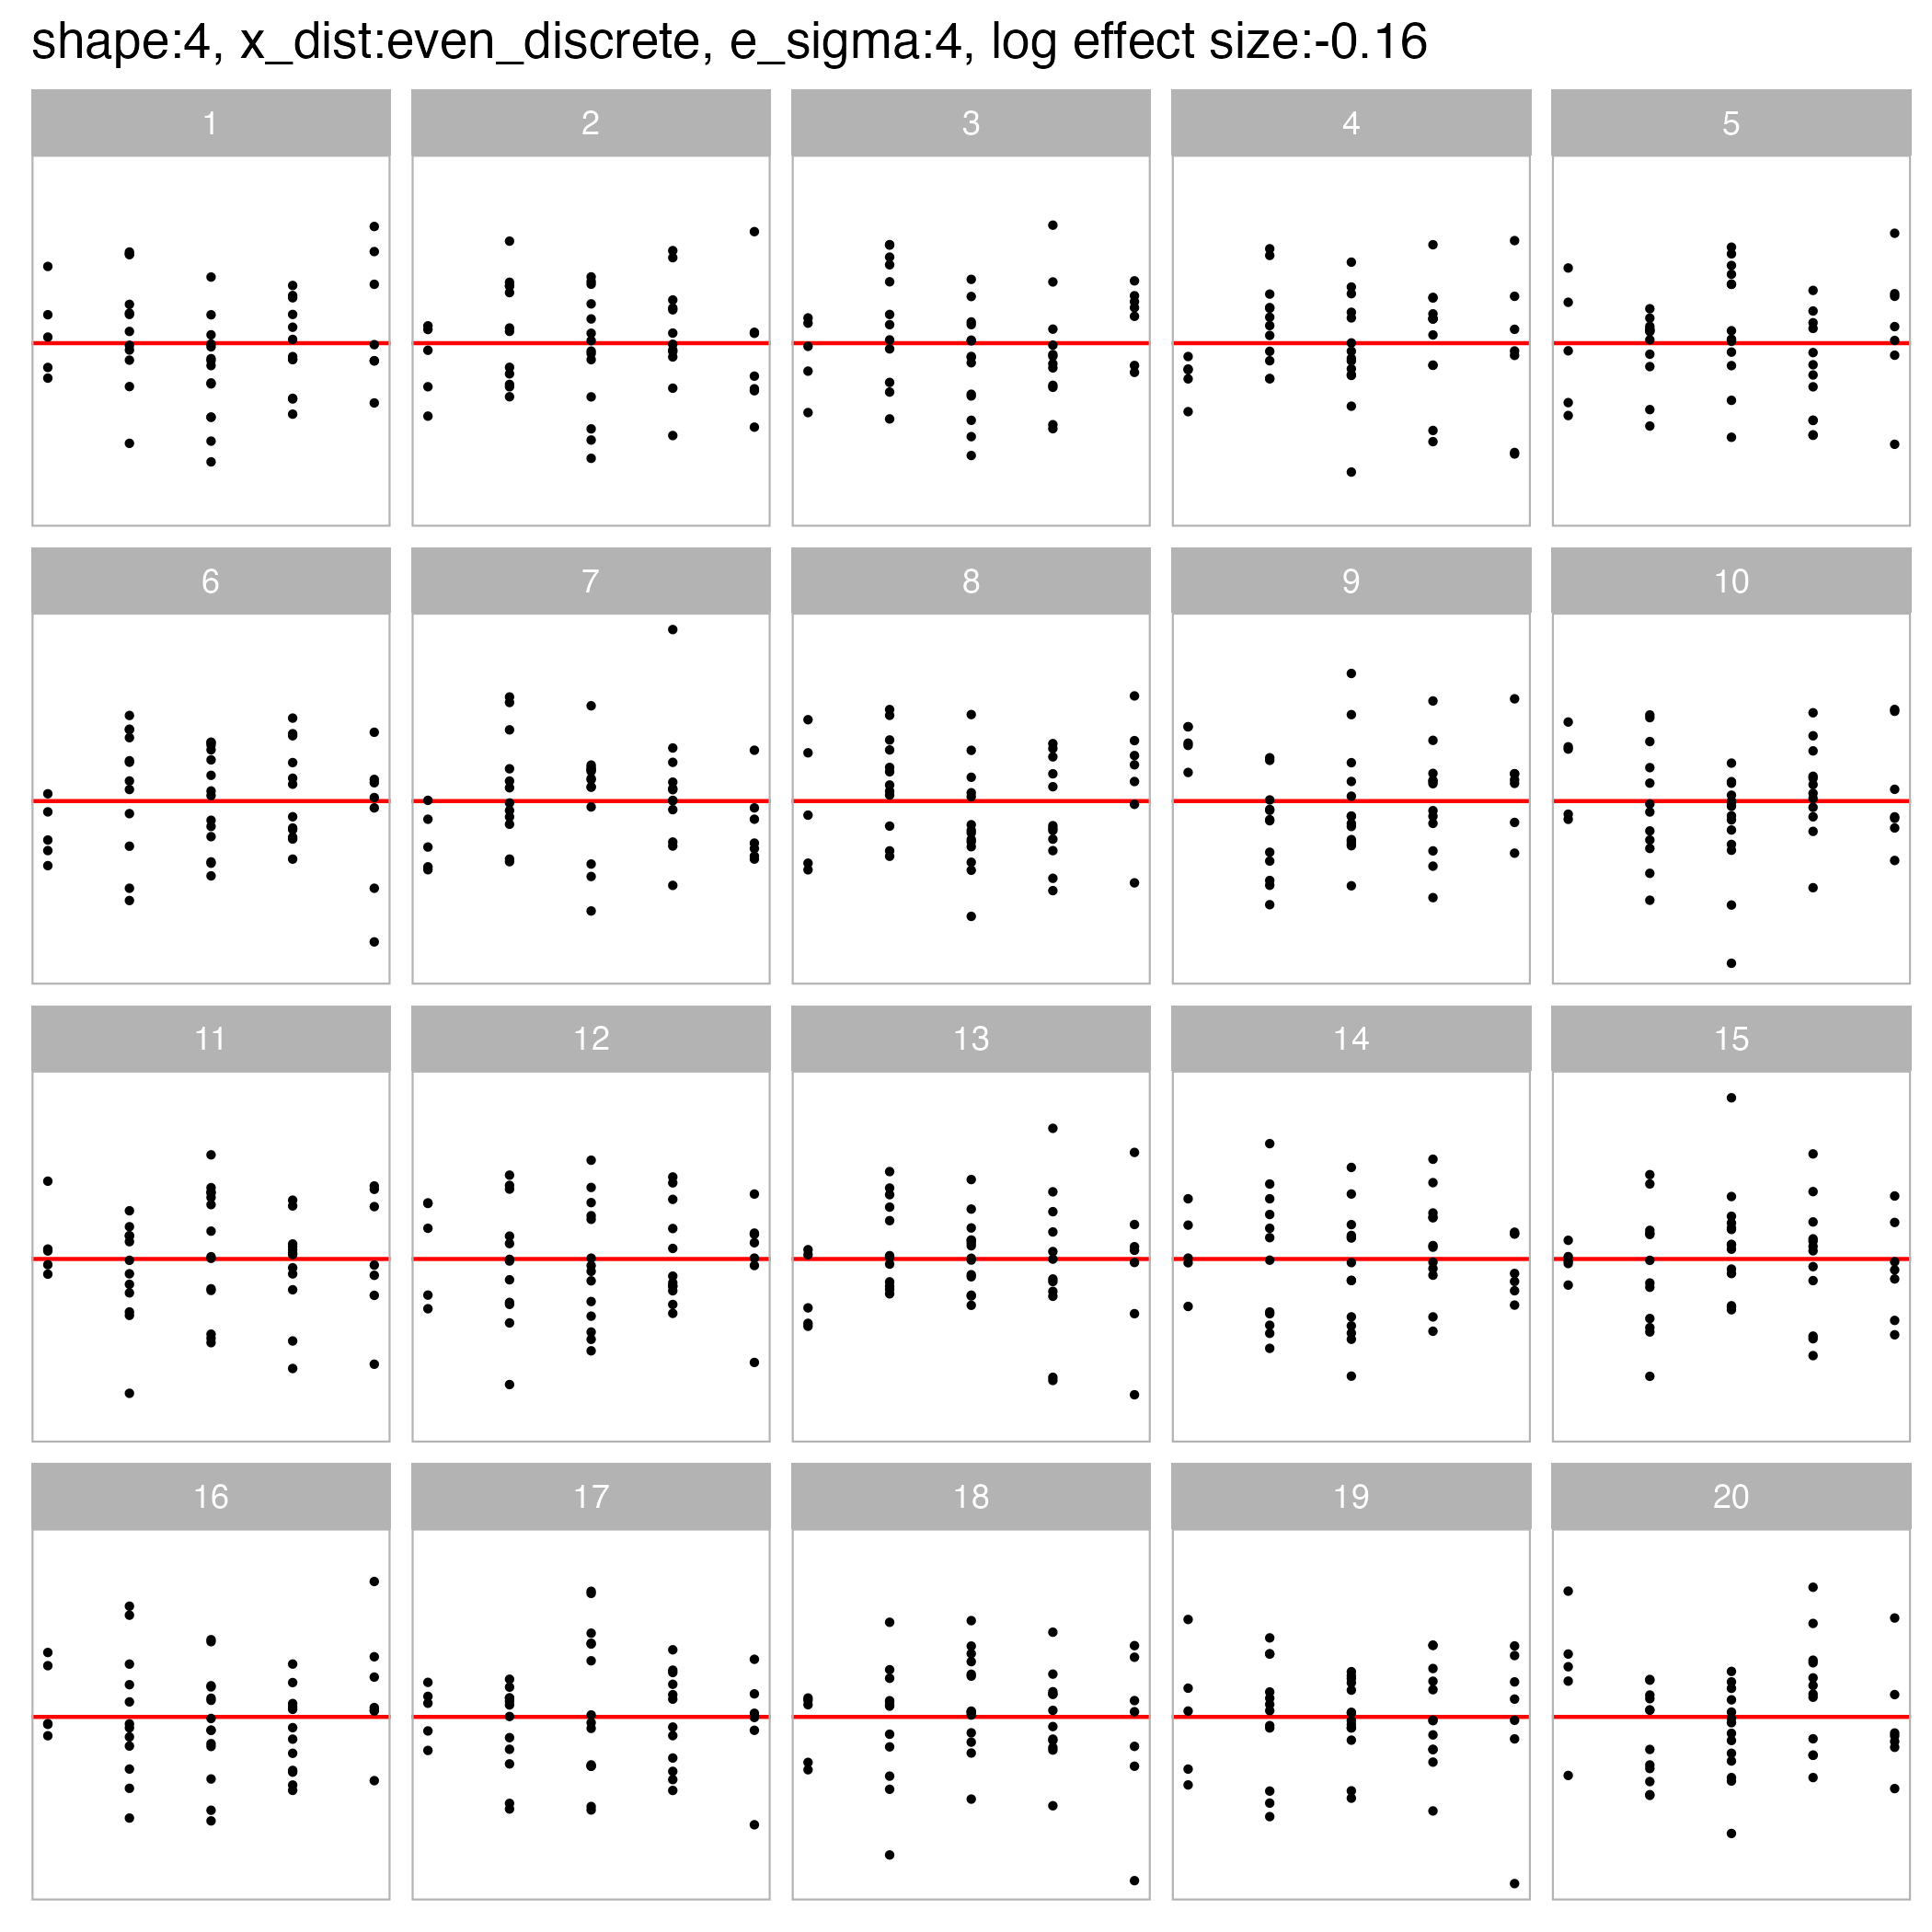 shape:4, x_dist:even_discrete, e_sigma:4, log effect size:-0.16
1 2 3 4 5
6 7 8 9 10
11 12 13 14 15
16 17 18 19 20